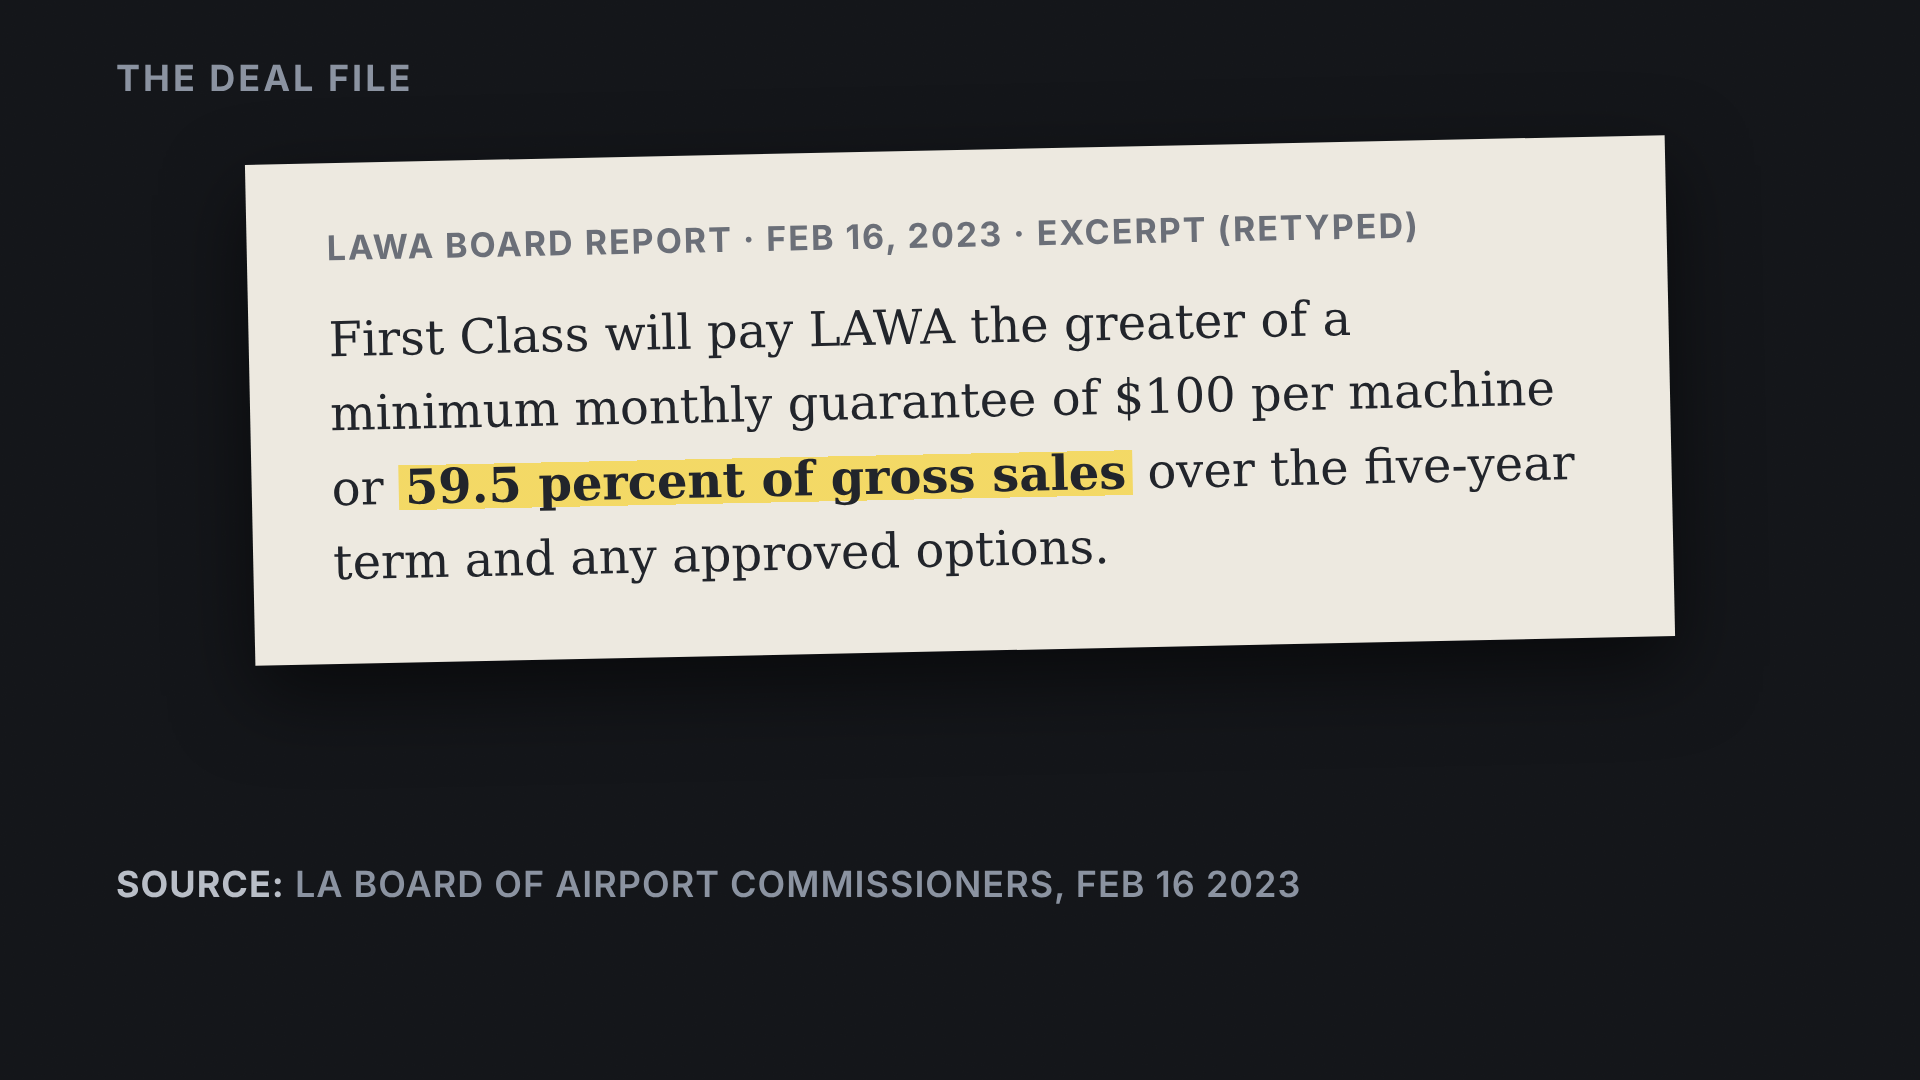 THE DEAL FILE
LAWA BOARD REPORT · FEB 16, 2023 · EXCERPT (RETYPED)
First Class will pay LAWA the greater of a
minimum monthly guarantee of $100 per machine
or 59.5 percent of gross sales over the five-year
term and any approved options.
SOURCE: LA BOARD OF AIRPORT COMMISSIONERS, FEB 16 2023